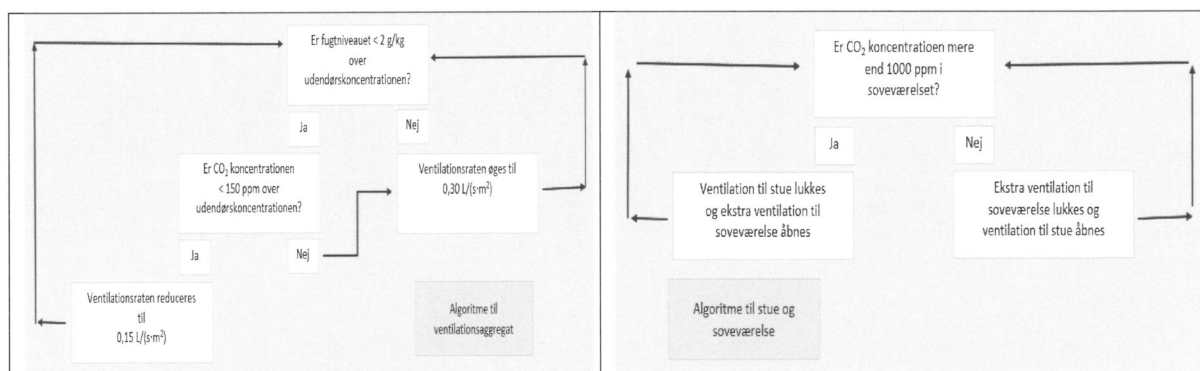 Er fugtniveauet < 2 g/kg
over
udendørskoncentrationen?
Ja
Nej
Er CO₂ koncentrationen
< 150 ppm over
udendørskoncentrationen?
Ventilationsraten øges til
0,30 L/(s·m²)
Ja
Nej
Ventilationsraten reduceres
til
0,15 L/(s·m²)
Algoritme til
ventilationsaggregat
Er CO₂ koncentratioen mere
end 1000 ppm i
soveværelset?
Ja
Nej
Ventilation til stue lukkes
og ekstra ventilation til
soveværelse åbnes
Ekstra ventilation til
soveværelse lukkes og
ventilation til stue åbnes
Algoritme til stue og
soveværelse